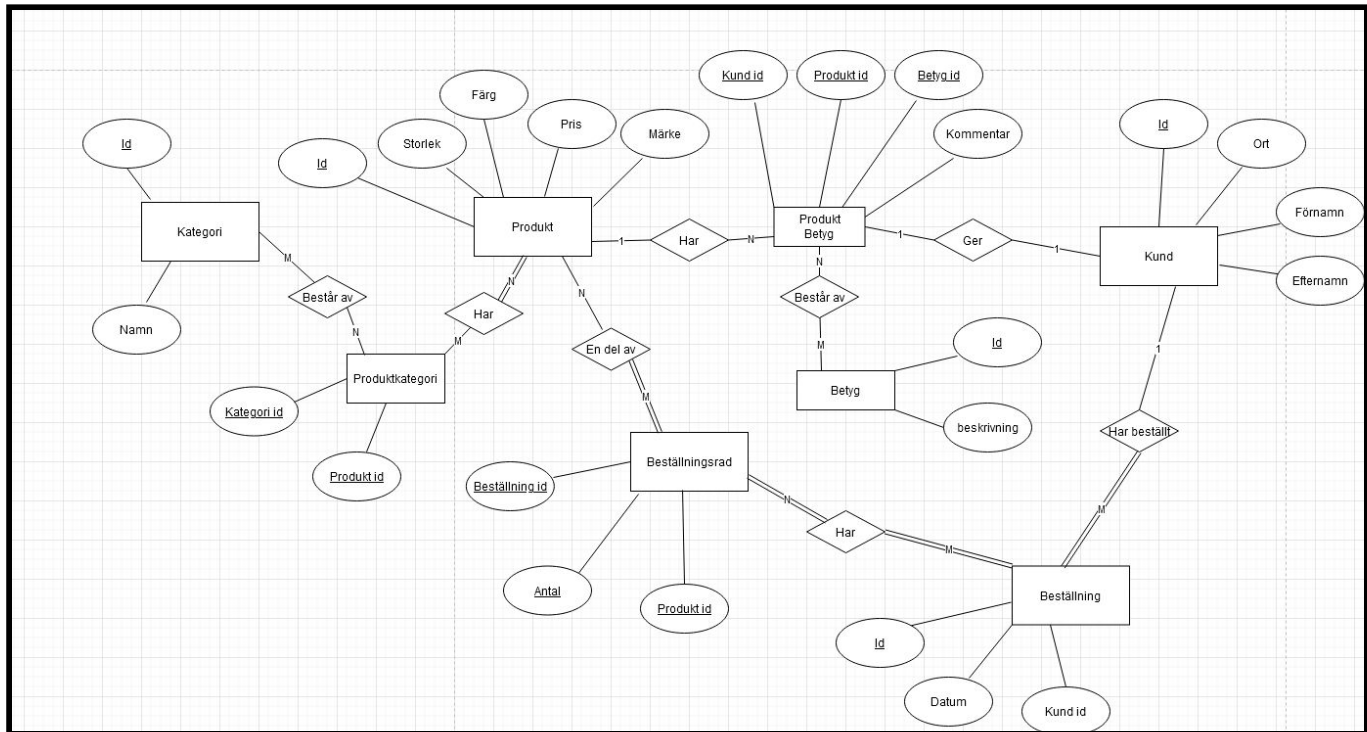 Kund id
Produkt id
Betyg id
Färg
Pris
Märke
Kommentar
Id
Ort
Id
Storlek
Id
Förnamn
Kategori
Produkt
Har
1
N
Produkt
Betyg
1
Ger
1
Kund
Efternamn
M
Består av
N
Namn
N
Har
M
N
En del av
M
N
Består av
M
Id
Produktkategori
Betyg
1
Kategori id
beskrivning
Har beställt
Produkt id
Beställningsrad
Beställning id
N
Har
M
M
Antal
Produkt id
Beställning
Id
Datum
Kund id